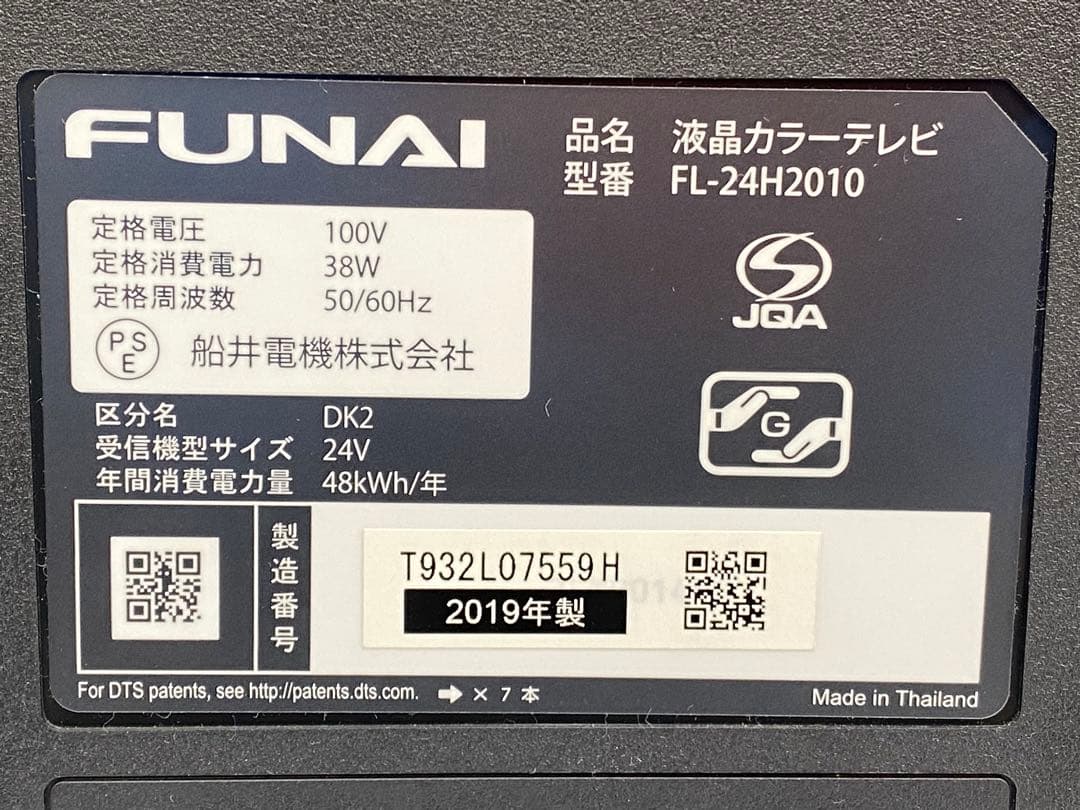 FUNAI
品名 液晶カラーテレビ
型番 FL-24H2010
定格電圧 100V
定格消費電力 38W
定格周波数 50/60Hz
PSE 船井電機株式会社
JQA
G
区分名 DK2
受信機型サイズ 24V
年間消費電力量 48kWh/年
製造番号
T932L07559H
2019年製
For DTS patents, see http://patents.dts.com. ➡ × 7 本
Made in Thailand